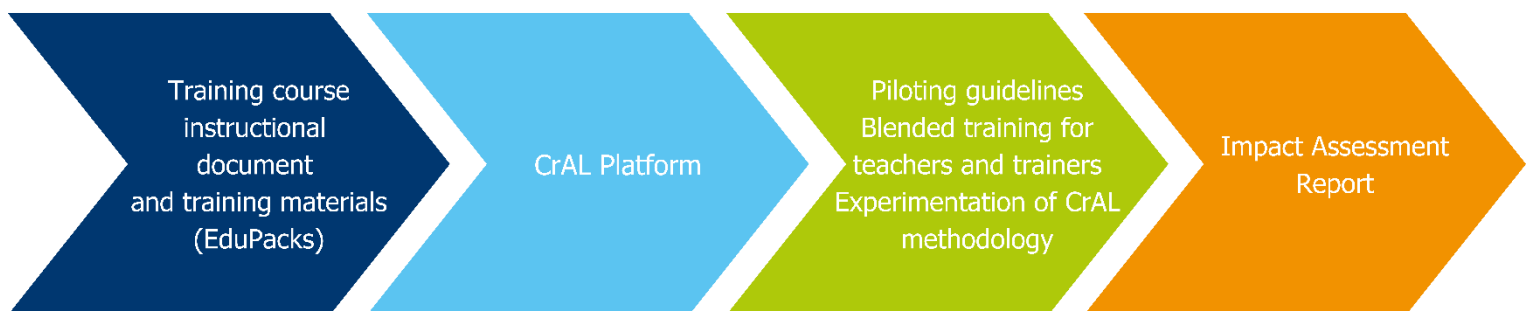 Training course
instructional
document
and training materials
(EduPacks)
CrAL Platform
Piloting guidelines
Blended training for
teachers and trainers
Experimentation of CrAL
methodology
Impact Assessment
Report